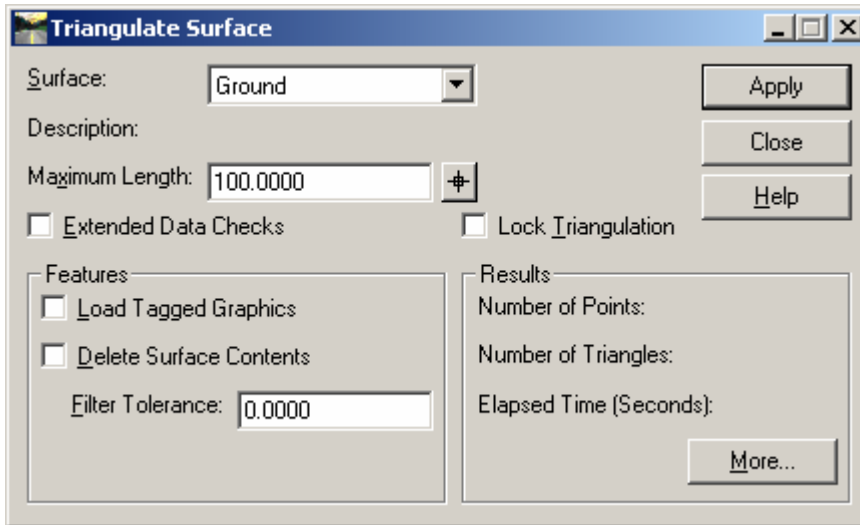 Triangulate Surface
Surface: Ground
Apply
Description:
Close
Maximum Length: 100.0000
Help
Extended Data Checks
Lock Triangulation
Features
Load Tagged Graphics
Delete Surface Contents
Filter Tolerance: 0.0000
Results
Number of Points:
Number of Triangles:
Elapsed Time (Seconds):
More...